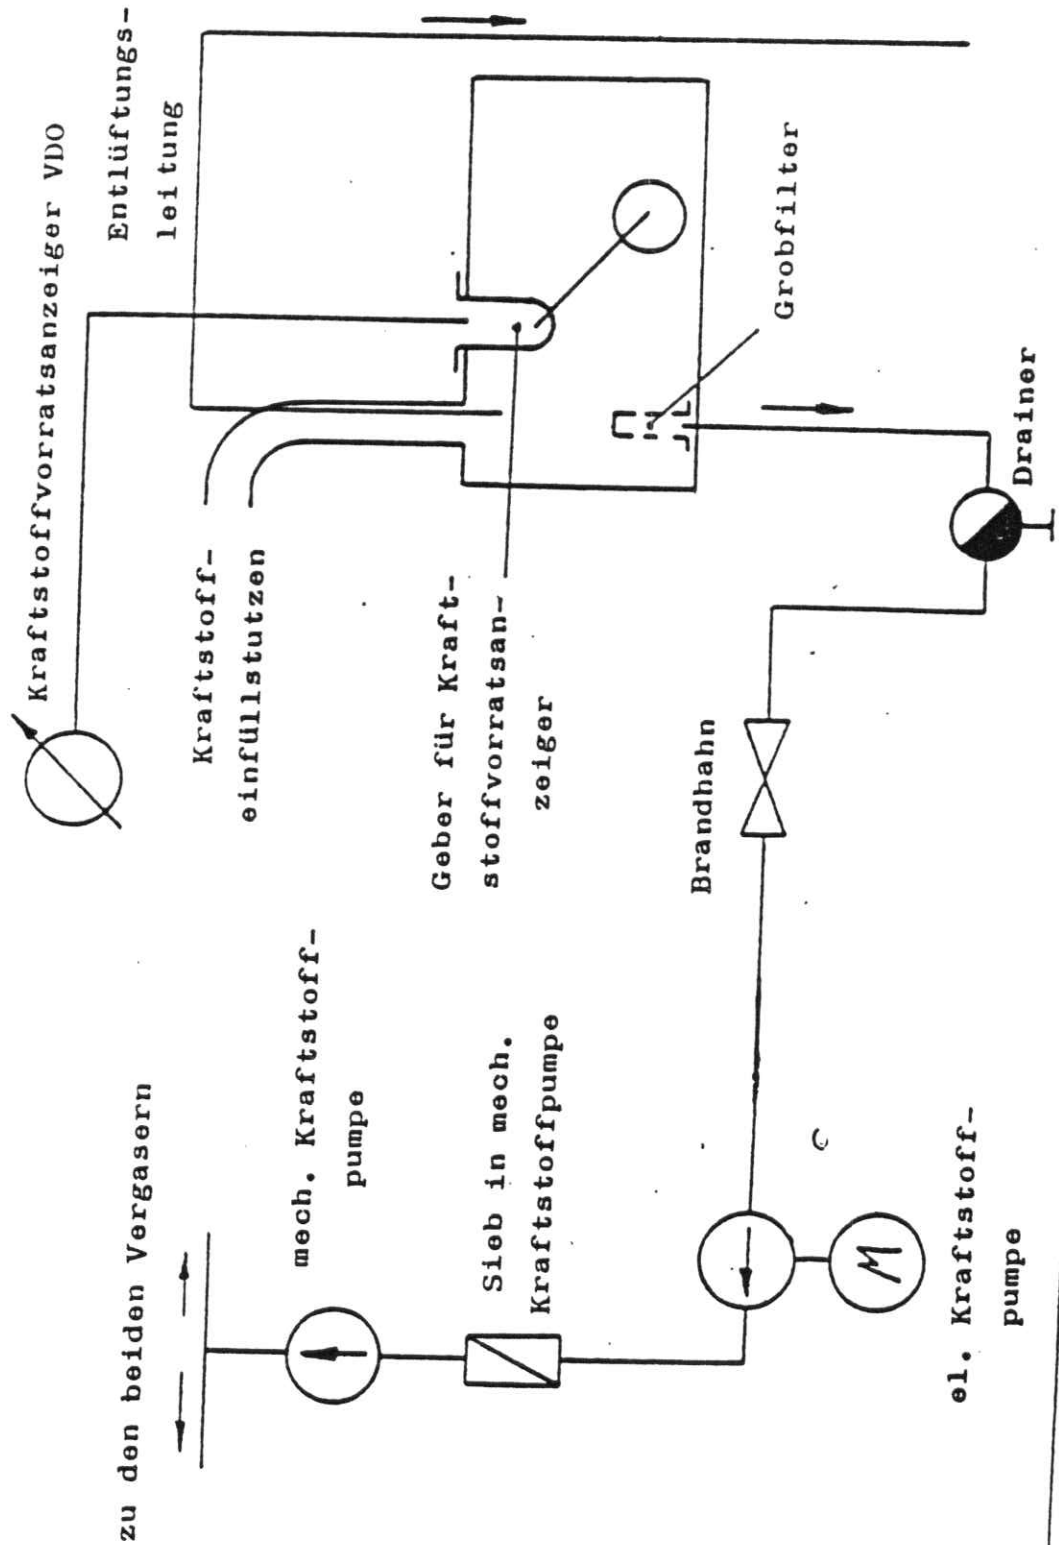 Kraftstoffvorratsanzeiger VDO
Entlüftungs-
leitung
Kraftstoff-
einfüllstutzen
Geber für Kraft-
stoffvorratsan-
zeiger
Grobfilter
Drainer
Brandhahn
zu den beiden Vergasern
mech. Kraftstoff-
pumpe
Sieb in mech.
Kraftstoffpumpe
M
el. Kraftstoff-
pumpe